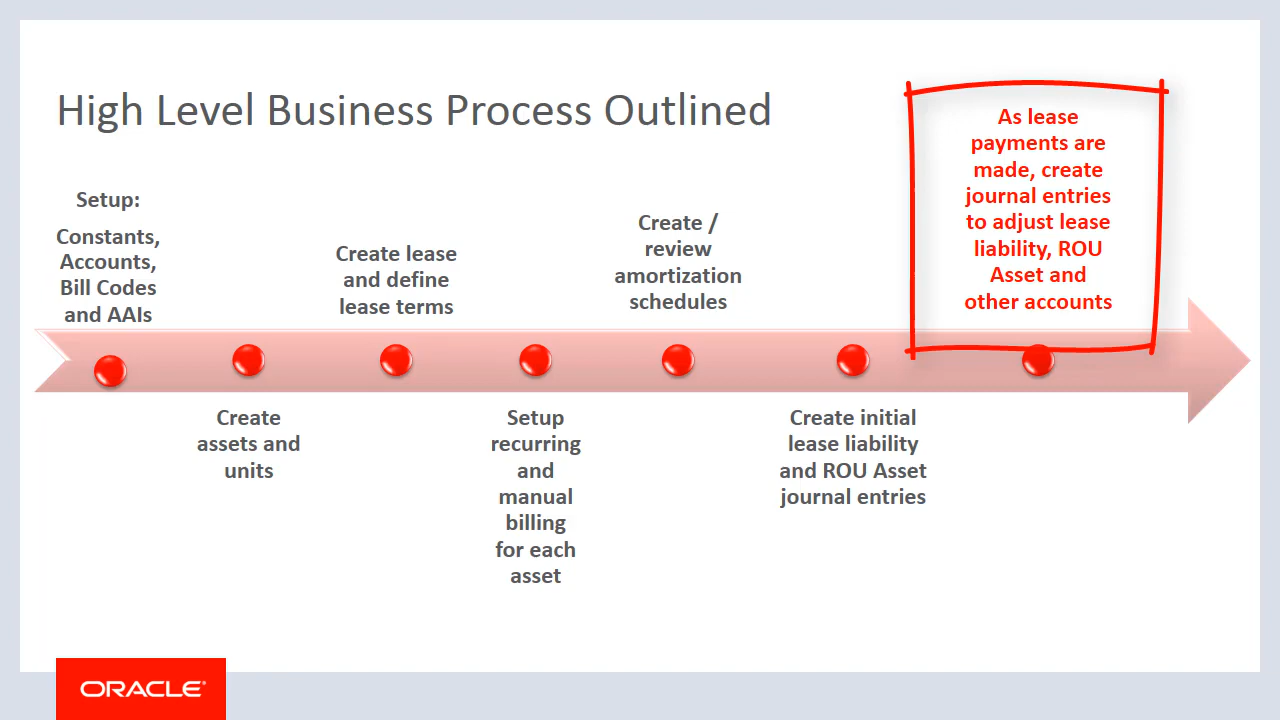 High Level Business Process Outlined
Setup:
Constants,
Accounts,
Bill Codes
and AAIs
Create
assets and
units
Create lease
and define
lease terms
Setup
recurring
and
manual
billing
for each
asset
Create /
review
amortization
schedules
Create initial
lease liability
and ROU Asset
journal entries
As lease
payments are
made, create
journal entries
to adjust lease
liability, ROU
Asset and
other accounts
ORACLE®